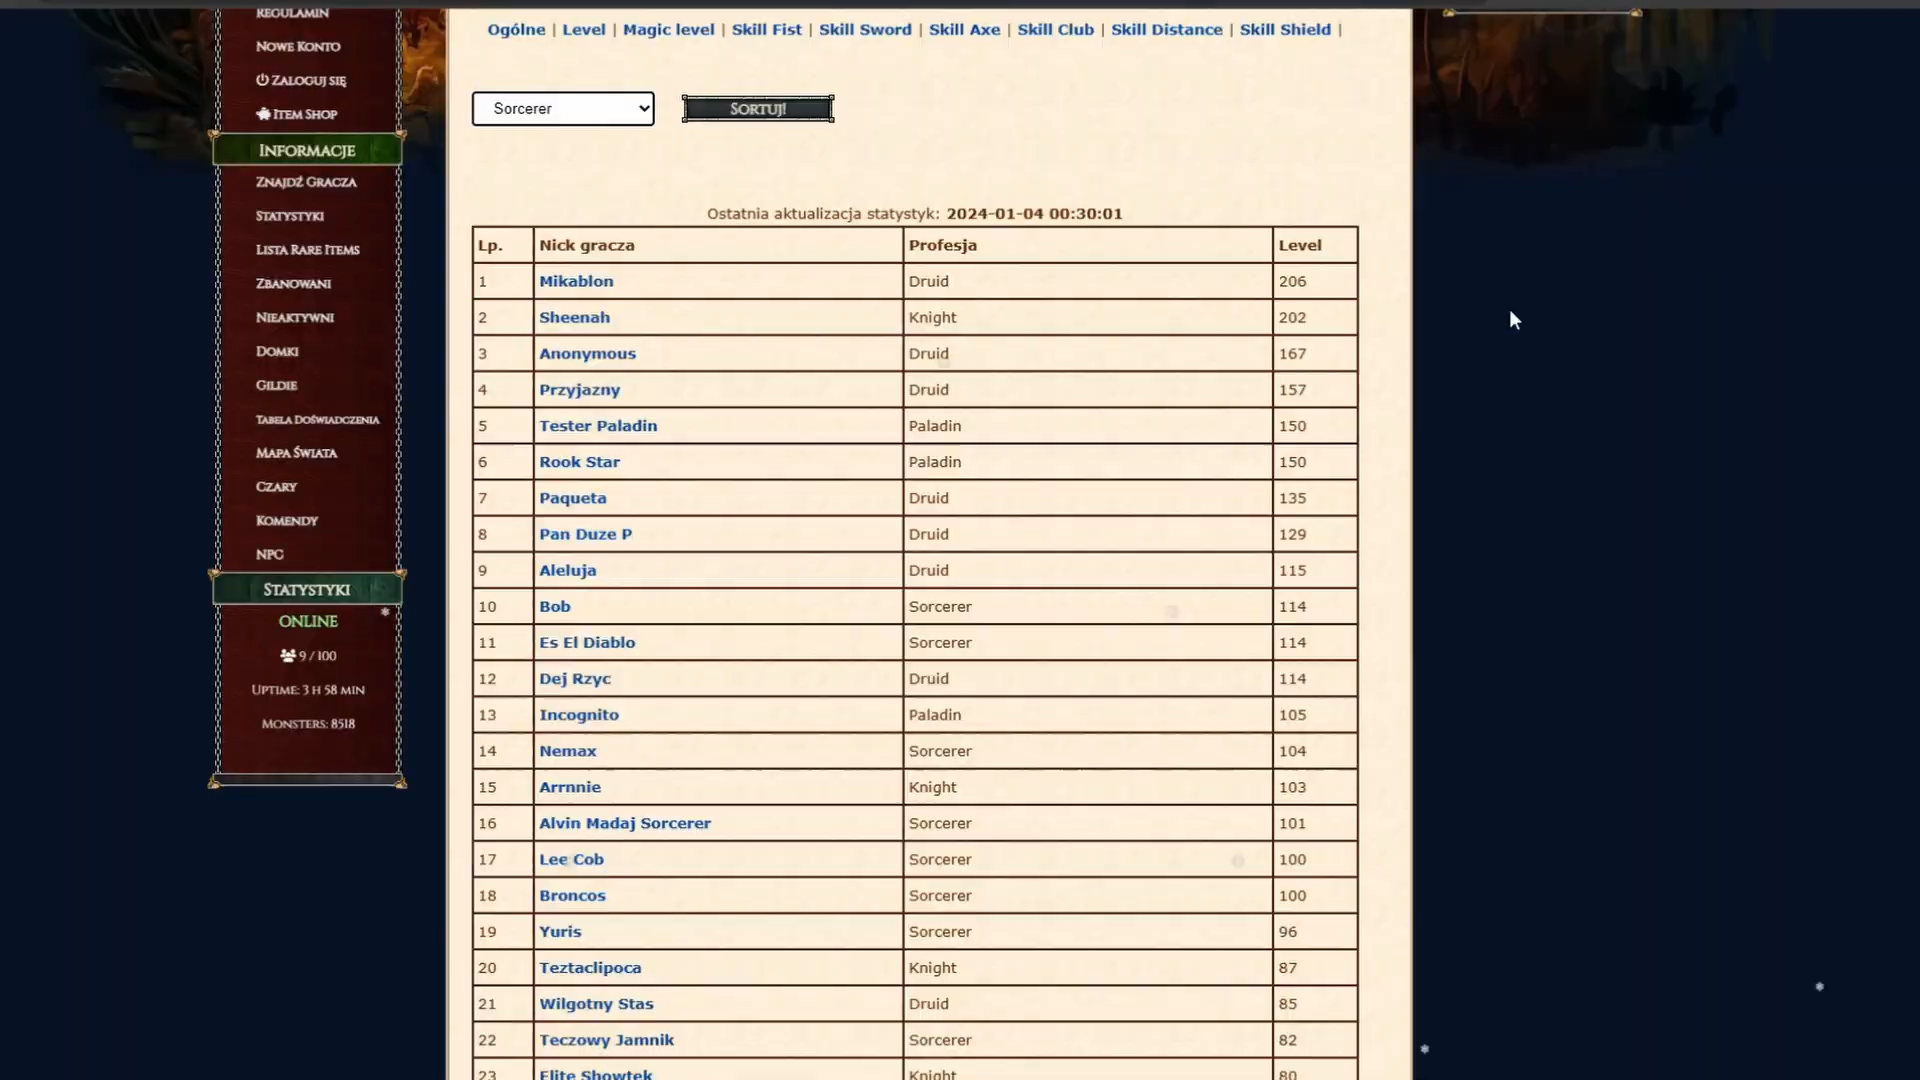 REGULAMIN
NOWE KONTO
ZALOGUJ SIĘ
ITEM SHOP
INFORMACJE
ZNAJDŹ GRACZA
STATYSTYKI
LISTA RARE ITEMS
ZBANOWANI
NIEAKTYWNI
DOMKI
GILDIE
TABELA DOŚWIADCZENIA
MAPA ŚWIATA
CZARY
KOMENDY
NPC
STATYSTYKI
ONLINE
9 / 100
UPTIME: 3 H 58 MIN
MONSTERS: 8518
Ogólne | Level | Magic level | Skill Fist | Skill Sword | Skill Axe | Skill Club | Skill Distance | Skill Shield |
Sorcerer SORTUJ!
Ostatnia aktualizacja statystyk: 2024-01-04 00:30:01
Lp. Nick gracza Profesja Level
1 Mikablon Druid 206
2 Sheenah Knight 202
3 Anonymous Druid 167
4 Przyjazny Druid 157
5 Tester Paladin Paladin 150
6 Rook Star Paladin 150
7 Paqueta Druid 135
8 Pan Duze P Druid 129
9 Aleluja Druid 115
10 Bob Sorcerer 114
11 Es El Diablo Sorcerer 114
12 Dej Rzyc Druid 114
13 Incognito Paladin 105
14 Nemax Sorcerer 104
15 Arrnnie Knight 103
16 Alvin Madaj Sorcerer Sorcerer 101
17 Lee Cob Sorcerer 100
18 Broncos Sorcerer 100
19 Yuris Sorcerer 96
20 Teztaclipoca Knight 87
21 Wilgotny Stas Druid 85
22 Teczowy Jamnik Sorcerer 82
23 Elite Showtek Knight 80